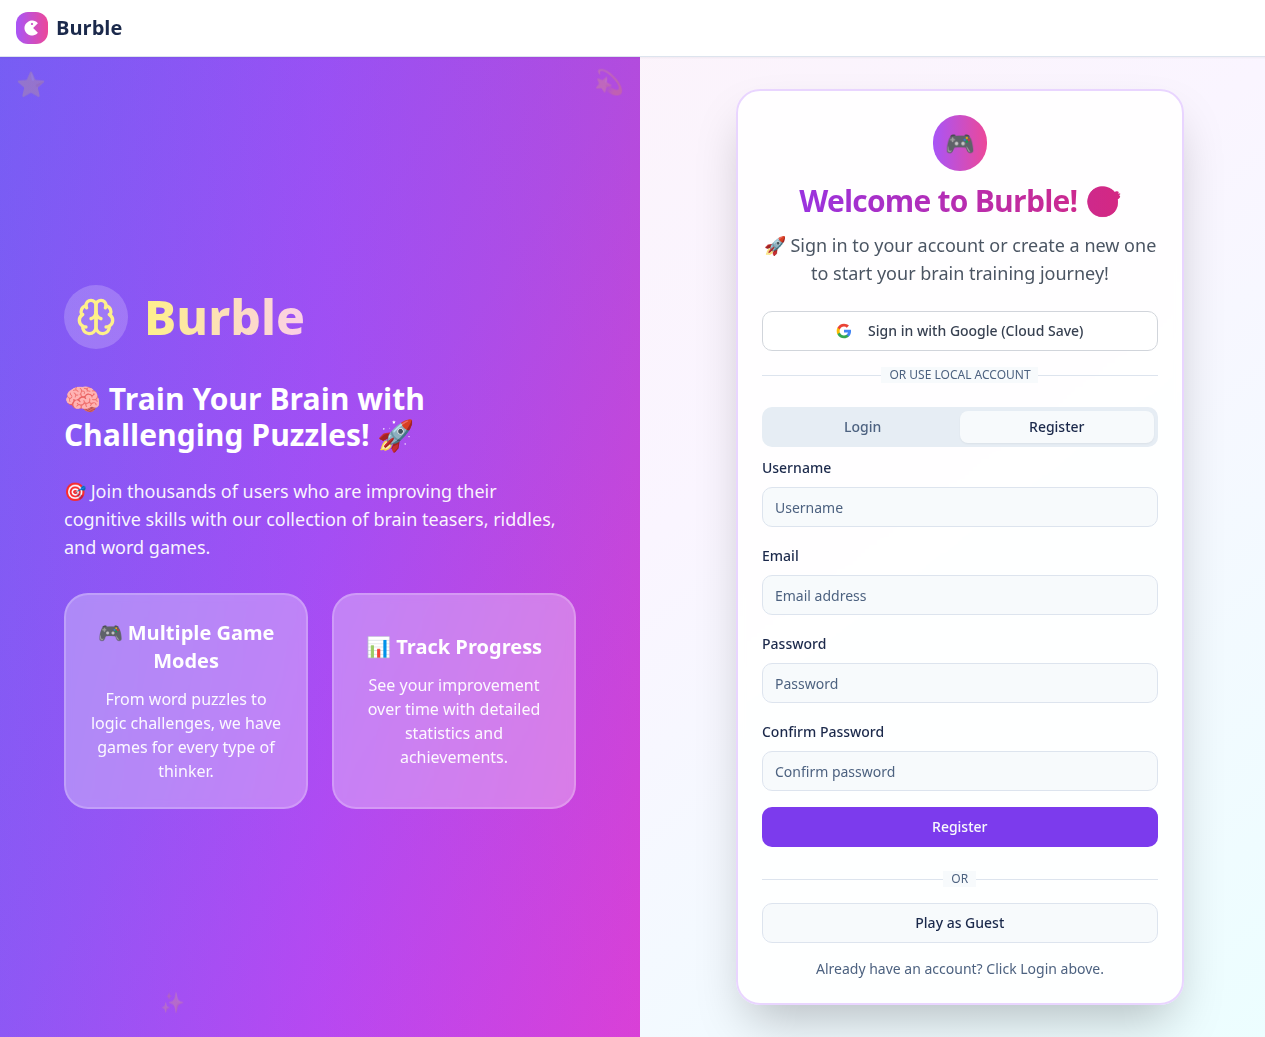 Burble
Burble
🧠 Train Your Brain with
Challenging Puzzles! 🚀
🎯 Join thousands of users who are improving their
cognitive skills with our collection of brain teasers, riddles,
and word games.
🎮 Multiple Game
Modes
From word puzzles to
logic challenges, we have
games for every type of
thinker.
📊 Track Progress
See your improvement
over time with detailed
statistics and
achievements.
Welcome to Burble!
🚀 Sign in to your account or create a new one
to start your brain training journey!
Sign in with Google (Cloud Save)
OR USE LOCAL ACCOUNT
Login
Register
Username
Username
Email
Email address
Password
Password
Confirm Password
Confirm password
Register
OR
Play as Guest
Already have an account? Click Login above.